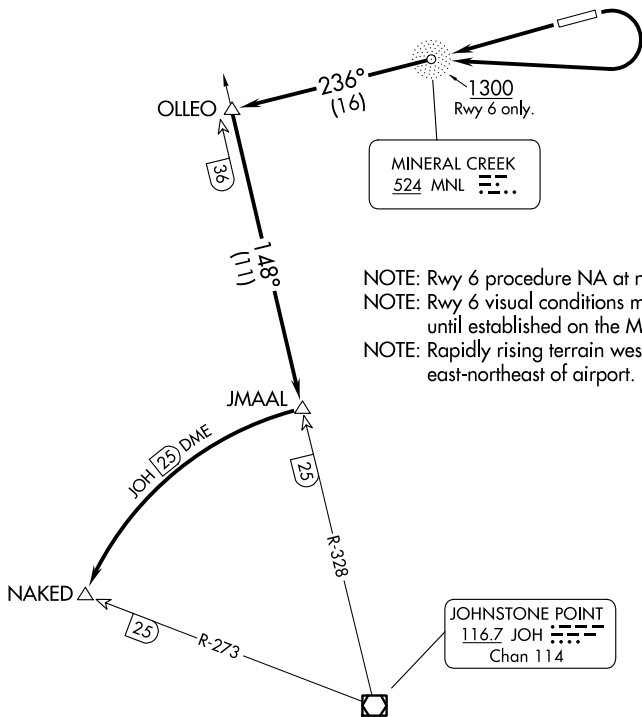 236°
(16)
OLLEO
1300
Rwy 6 only.
36
MINERAL CREEK
524 MNL
148°
(11)
NOTE: Rwy 6 procedure NA at n
NOTE: Rwy 6 visual conditions m
until established on the M
NOTE: Rapidly rising terrain wes
east-northeast of airport.
JMAAL
JOH 25 DME
25
R-328
NAKED
25
R-273
JOHNSTONE POINT
116.7 JOH
Chan 114